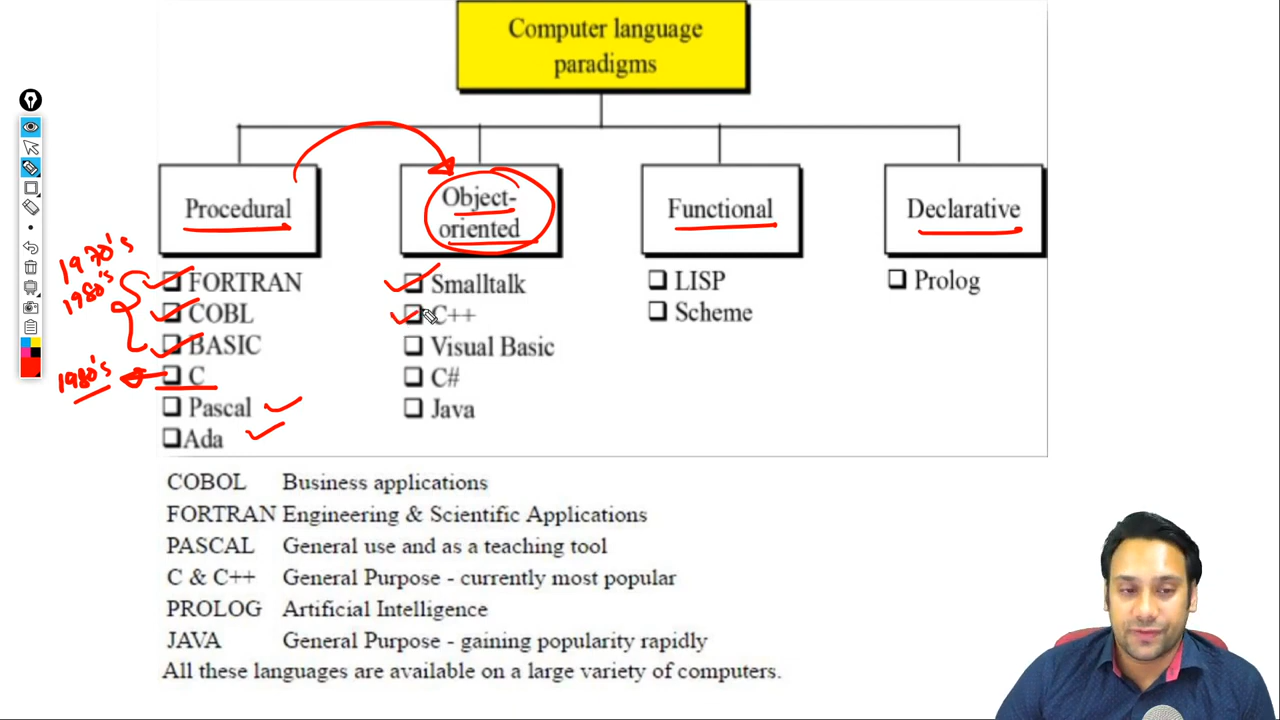 Computer language
paradigms
Procedural
Object-
oriented
Functional
Declarative
1970's
1980's
1980's
FORTRAN
COBL
BASIC
C
Pascal
Ada
Smalltalk
C++
Visual Basic
C#
Java
LISP
Scheme
Prolog
COBOL Business applications
FORTRAN Engineering & Scientific Applications
PASCAL General use and as a teaching tool
C & C++ General Purpose - currently most popular
PROLOG Artificial Intelligence
JAVA General Purpose - gaining popularity rapidly
All these languages are available on a large variety of computers.